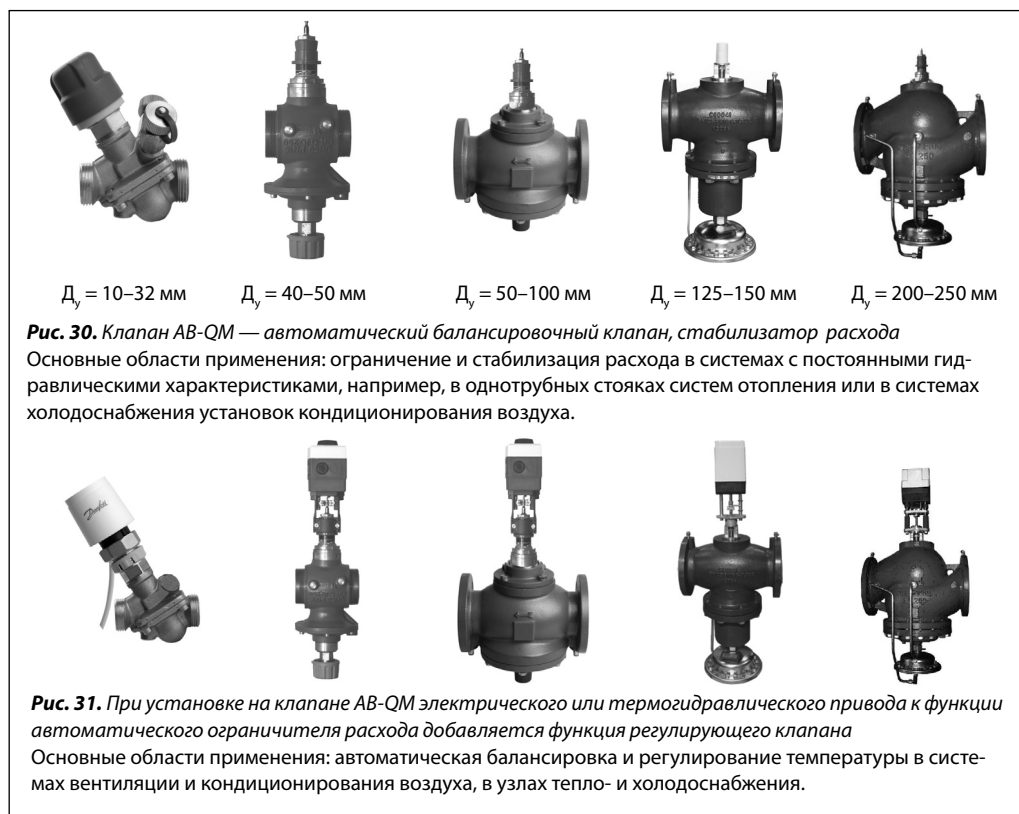 Д_у = 10–32 мм Д_у = 40–50 мм Д_у = 50–100 мм Д_у = 125–150 мм Д_у = 200–250 мм
Рис. 30. Клапан AB-QM — автоматический балансировочный клапан, стабилизатор расхода
Основные области применения: ограничение и стабилизация расхода в системах с постоянными гид-
равлическими характеристиками, например, в однотрубных стояках систем отопления или в системах
холодоснабжения установок кондиционирования воздуха.
Danfoss
Рис. 31. При установке на клапане AB-QM электрического или термогидравлического привода к функции
автоматического ограничителя расхода добавляется функция регулирующего клапана
Основные области применения: автоматическая балансировка и регулирование температуры в систе-
мах вентиляции и кондиционирования воздуха, в узлах тепло- и холодоснабжения.